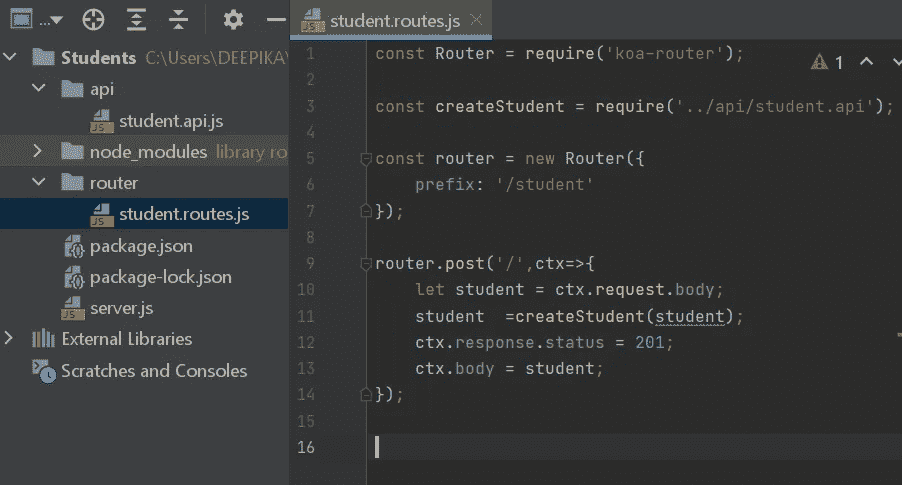 ...
student.routes.js
Students C:\Users\DEEPIKA\
api
student.api.js
node_modules library ro
router
student.routes.js
package.json
package-lock.json
server.js
External Libraries
Scratches and Consoles
1
1 const Router = require('koa-router');
2
3 const createStudent = require('../api/student.api');
4
5 const router = new Router({
6 prefix: '/student'
7 });
8
9 router.post('/',ctx=>{
10 let student = ctx.request.body;
11 student  =createStudent(student);
12 ctx.response.status = 201;
13 ctx.body = student;
14 });
15
16